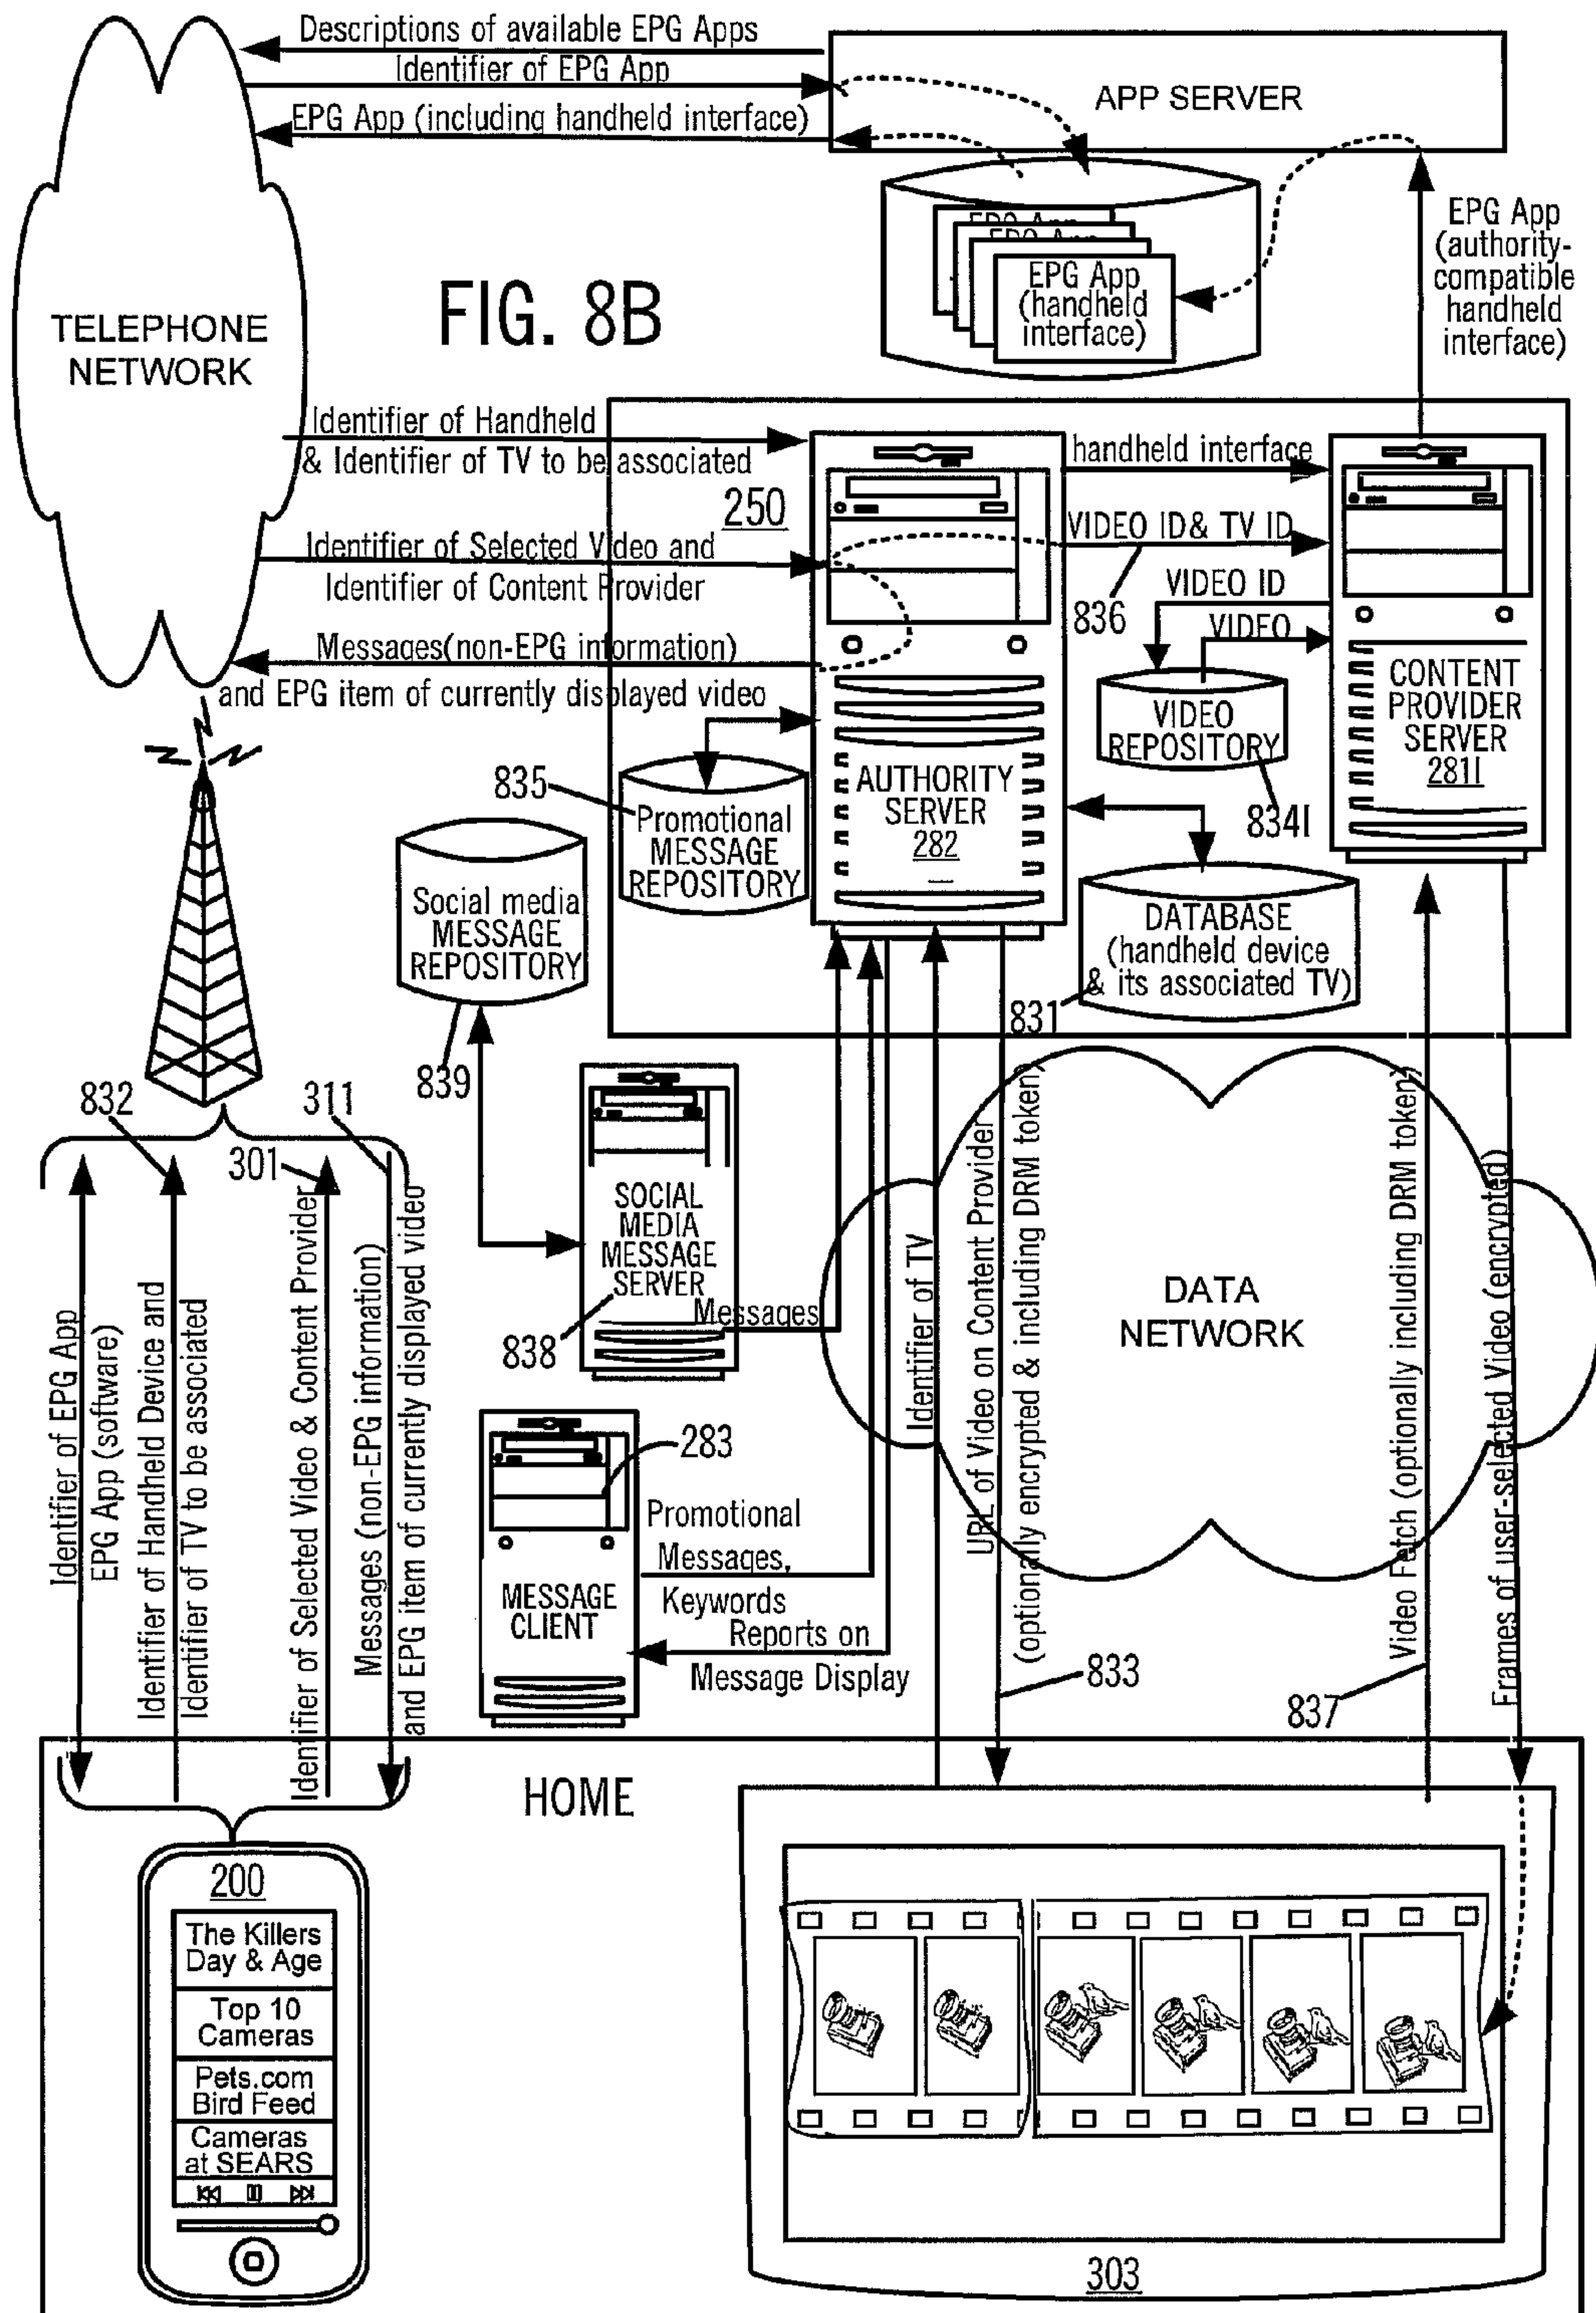 Descriptions of available EPG Apps
Identifier of EPG App
EPG App (including handheld interface)
APP SERVER
TELEPHONE
NETWORK
FIG. 8B
EPG App
EPG App
EPG App
(handheld
interface)
EPG App
(authority-
compatible
handheld
interface)
Identifier of Handheld
& Identifier of TV to be associated
250
handheld interface
Identifier of Selected Video and
Identifier of Content Provider
VIDEO ID& TV ID
836
VIDEO ID
VIDEO
Messages(non-EPG information)
and EPG item of currently displayed video
VIDEO
REPOSITORY
834I
CONTENT
PROVIDER
SERVER
281I
835
Promotional
MESSAGE
REPOSITORY
AUTHORITY
SERVER
282
Social media
MESSAGE
REPOSITORY
839
DATABASE
(handheld device
& its associated TV)
831
832
301
311
SOCIAL
MEDIA
MESSAGE
SERVER
Messages
838
DATA
NETWORK
Identifier of EPG App
EPG App (software)
Identifier of Handheld Device and
Identifier of TV to be associated
Identifier of Selected Video & Content Provider
Messages (non-EPG information)
and EPG item of currently displayed video
Identifier of TV
URL of Video on Content Provider
(optionally encrypted & including DRM token)
Video Fetch (optionally including DRM token)
Frames of user-selected Video (encrypted)
283
MESSAGE
CLIENT
Promotional
Messages,
Keywords
Reports on
Message Display
833
837
HOME
200
The Killers
Day & Age
Top 10
Cameras
Pets.com
Bird Feed
Cameras
at SEARS
303